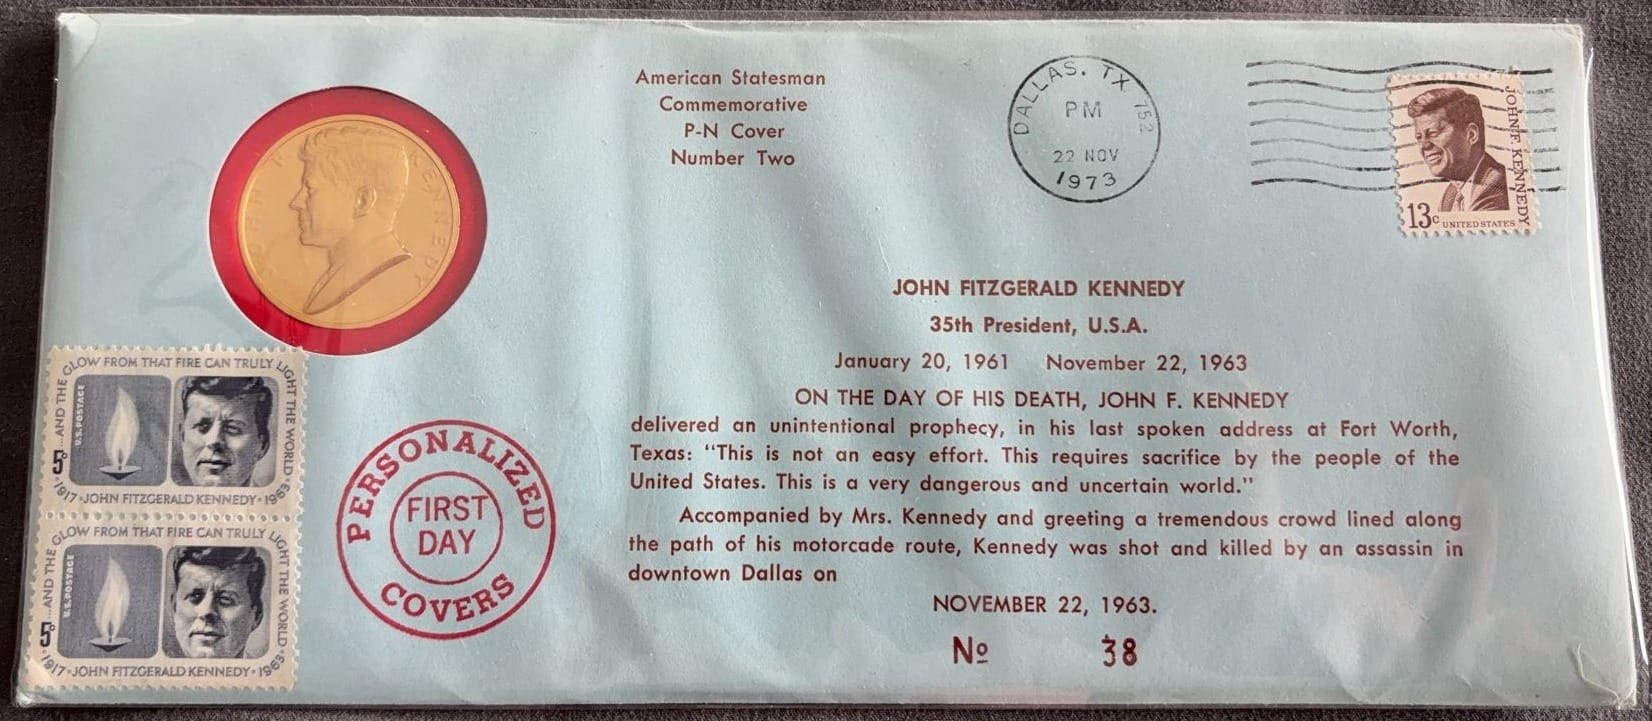 American Statesman
Commemorative
P-N Cover
Number Two
DALLAS, TX 752
PM
22 NOV
1973
JOHN F. KENNEDY
13c UNITED STATES
JOHN F KENNEDY
JOHN FITZGERALD KENNEDY
35th President, U.S.A.
January 20, 1961 November 22, 1963
ON THE DAY OF HIS DEATH, JOHN F. KENNEDY
delivered an unintentional prophecy, in his last spoken address at Fort Worth,
Texas: "This is not an easy effort. This requires sacrifice by the people of the
United States. This is a very dangerous and uncertain world."
Accompanied by Mrs. Kennedy and greeting a tremendous crowd lined along
the path of his motorcade route, Kennedy was shot and killed by an assassin in
downtown Dallas on
NOVEMBER 22, 1963.
Nº 38
...AND THE GLOW FROM THAT FIRE CAN TRULY LIGHT THE WORLD
U.S. POSTAGE
5c
1917·JOHN FITZGERALD KENNEDY·1963
...AND THE GLOW FROM THAT FIRE CAN TRULY LIGHT THE WORLD
U.S. POSTAGE
5c
1917·JOHN FITZGERALD KENNEDY·1963
PERSONALIZED
FIRST
DAY
COVERS